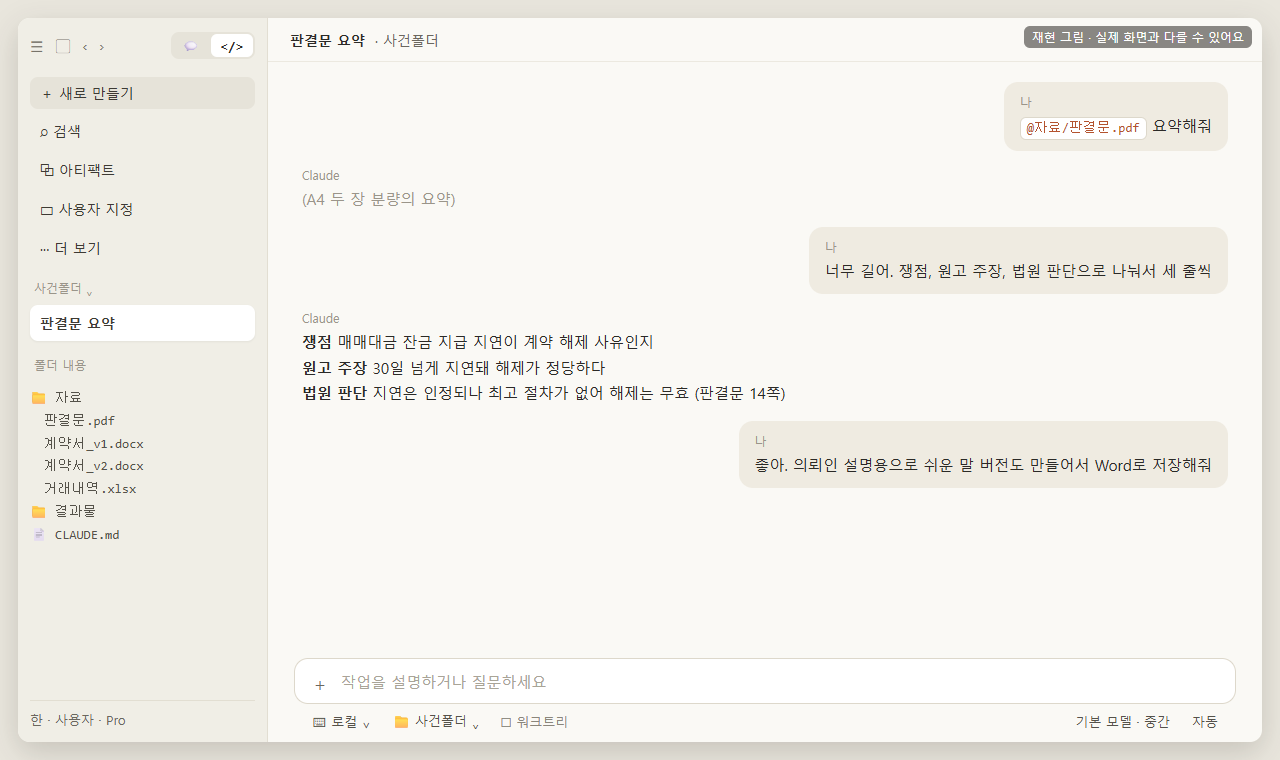 </>
+ 새로 만들기
검색
아티팩트
사용자 지정
··· 더 보기
사건폴더
판결문 요약
폴더 내용
자료
판결문.pdf
계약서_v1.docx
계약서_v2.docx
거래내역.xlsx
결과물
CLAUDE.md
한 · 사용자 · Pro
판결문 요약 · 사건폴더
재현 그림 · 실제 화면과 다를 수 있어요
나
@자료/판결문.pdf 요약해줘
Claude
(A4 두 장 분량의 요약)
나
너무 길어. 쟁점, 원고 주장, 법원 판단으로 나눠서 세 줄씩
Claude
쟁점 매매대금 잔금 지급 지연이 계약 해제 사유인지
원고 주장 30일 넘게 지연돼 해제가 정당하다
법원 판단 지연은 인정되나 최고 절차가 없어 해제는 무효 (판결문 14쪽)
나
좋아. 의뢰인 설명용으로 쉬운 말 버전도 만들어서 Word로 저장해줘
+ 작업을 설명하거나 질문하세요
로컬 사건폴더 워크트리 기본 모델 · 중간 자동